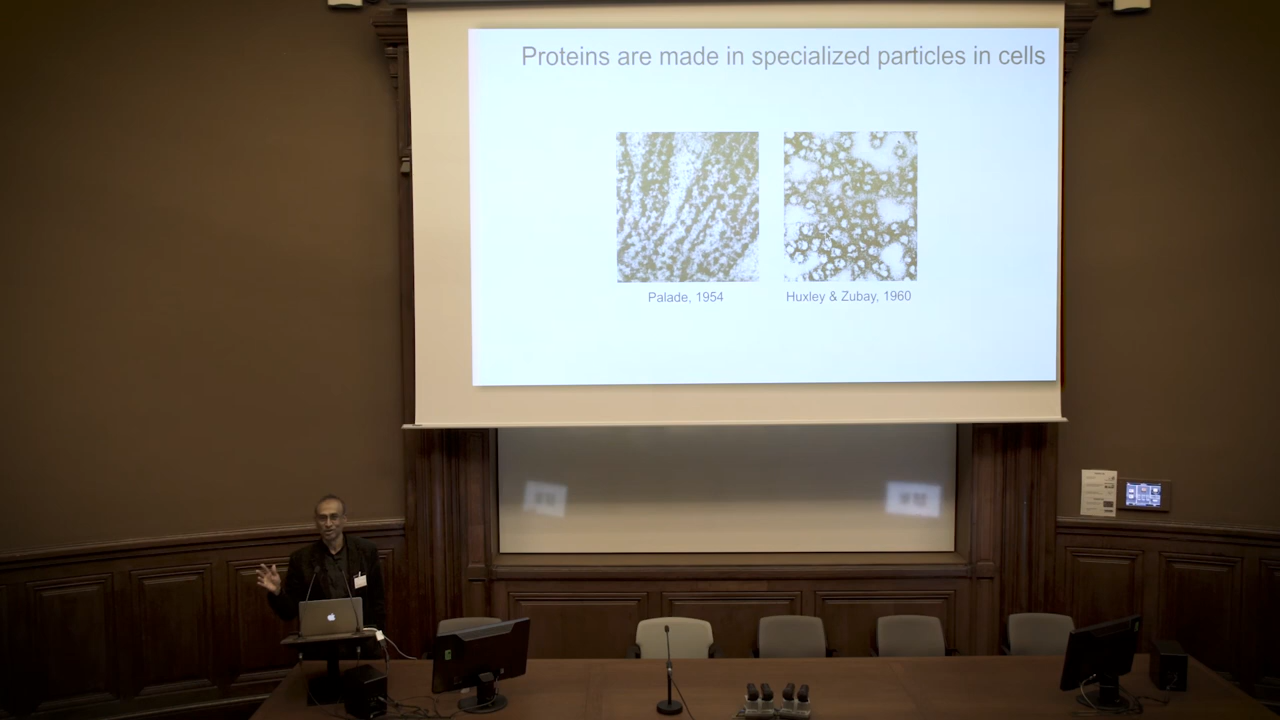 Proteins are made in specialized particles in cells
Palade, 1954
Huxley & Zubay, 1960